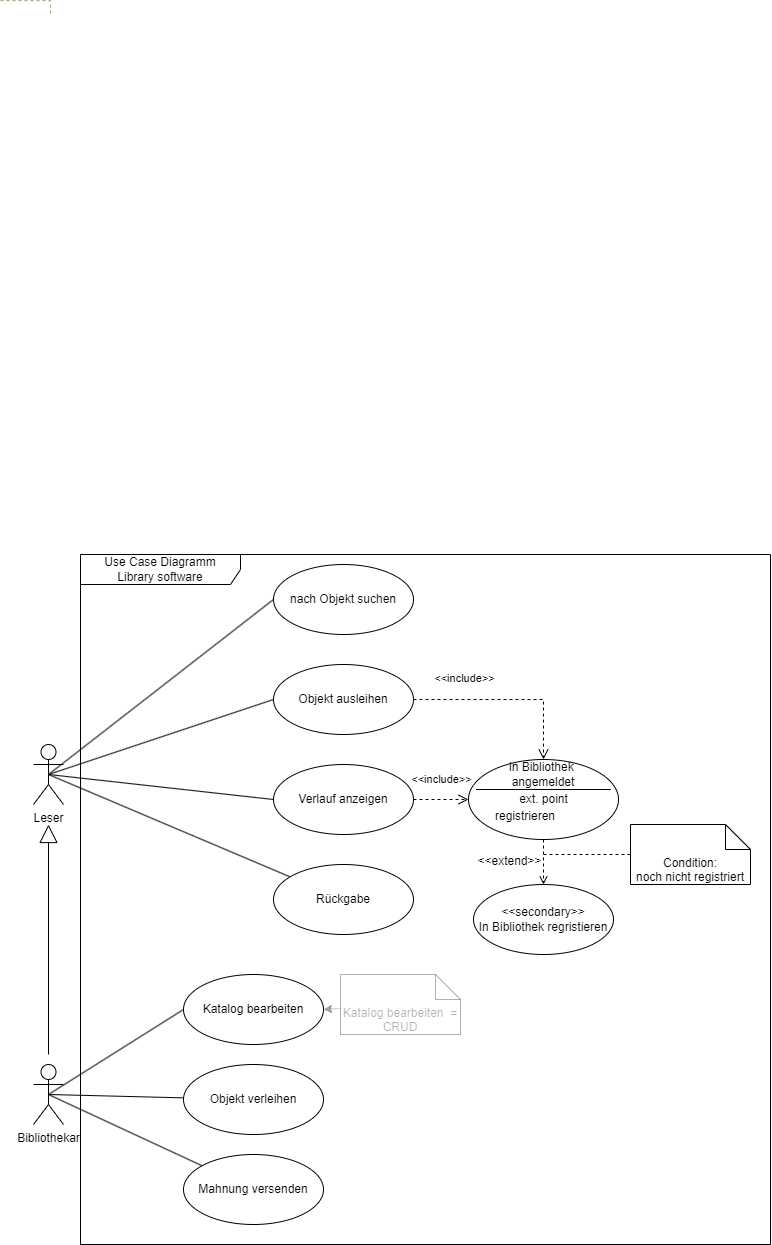 Use Case Diagramm
Library software
nach Objekt suchen
<<include>>
Objekt ausleihen
In Bibliothek
angemeldet
<<include>>
Verlauf anzeigen
ext. point
registrieren
Leser
Condition:
noch nicht registriert
<<extend>>
Rückgabe
<<secondary>>
In Bibliothek regristieren
Katalog bearbeiten
Katalog bearbeiten =
CRUD
Objekt verleihen
Bibliothekar
Mahnung versenden